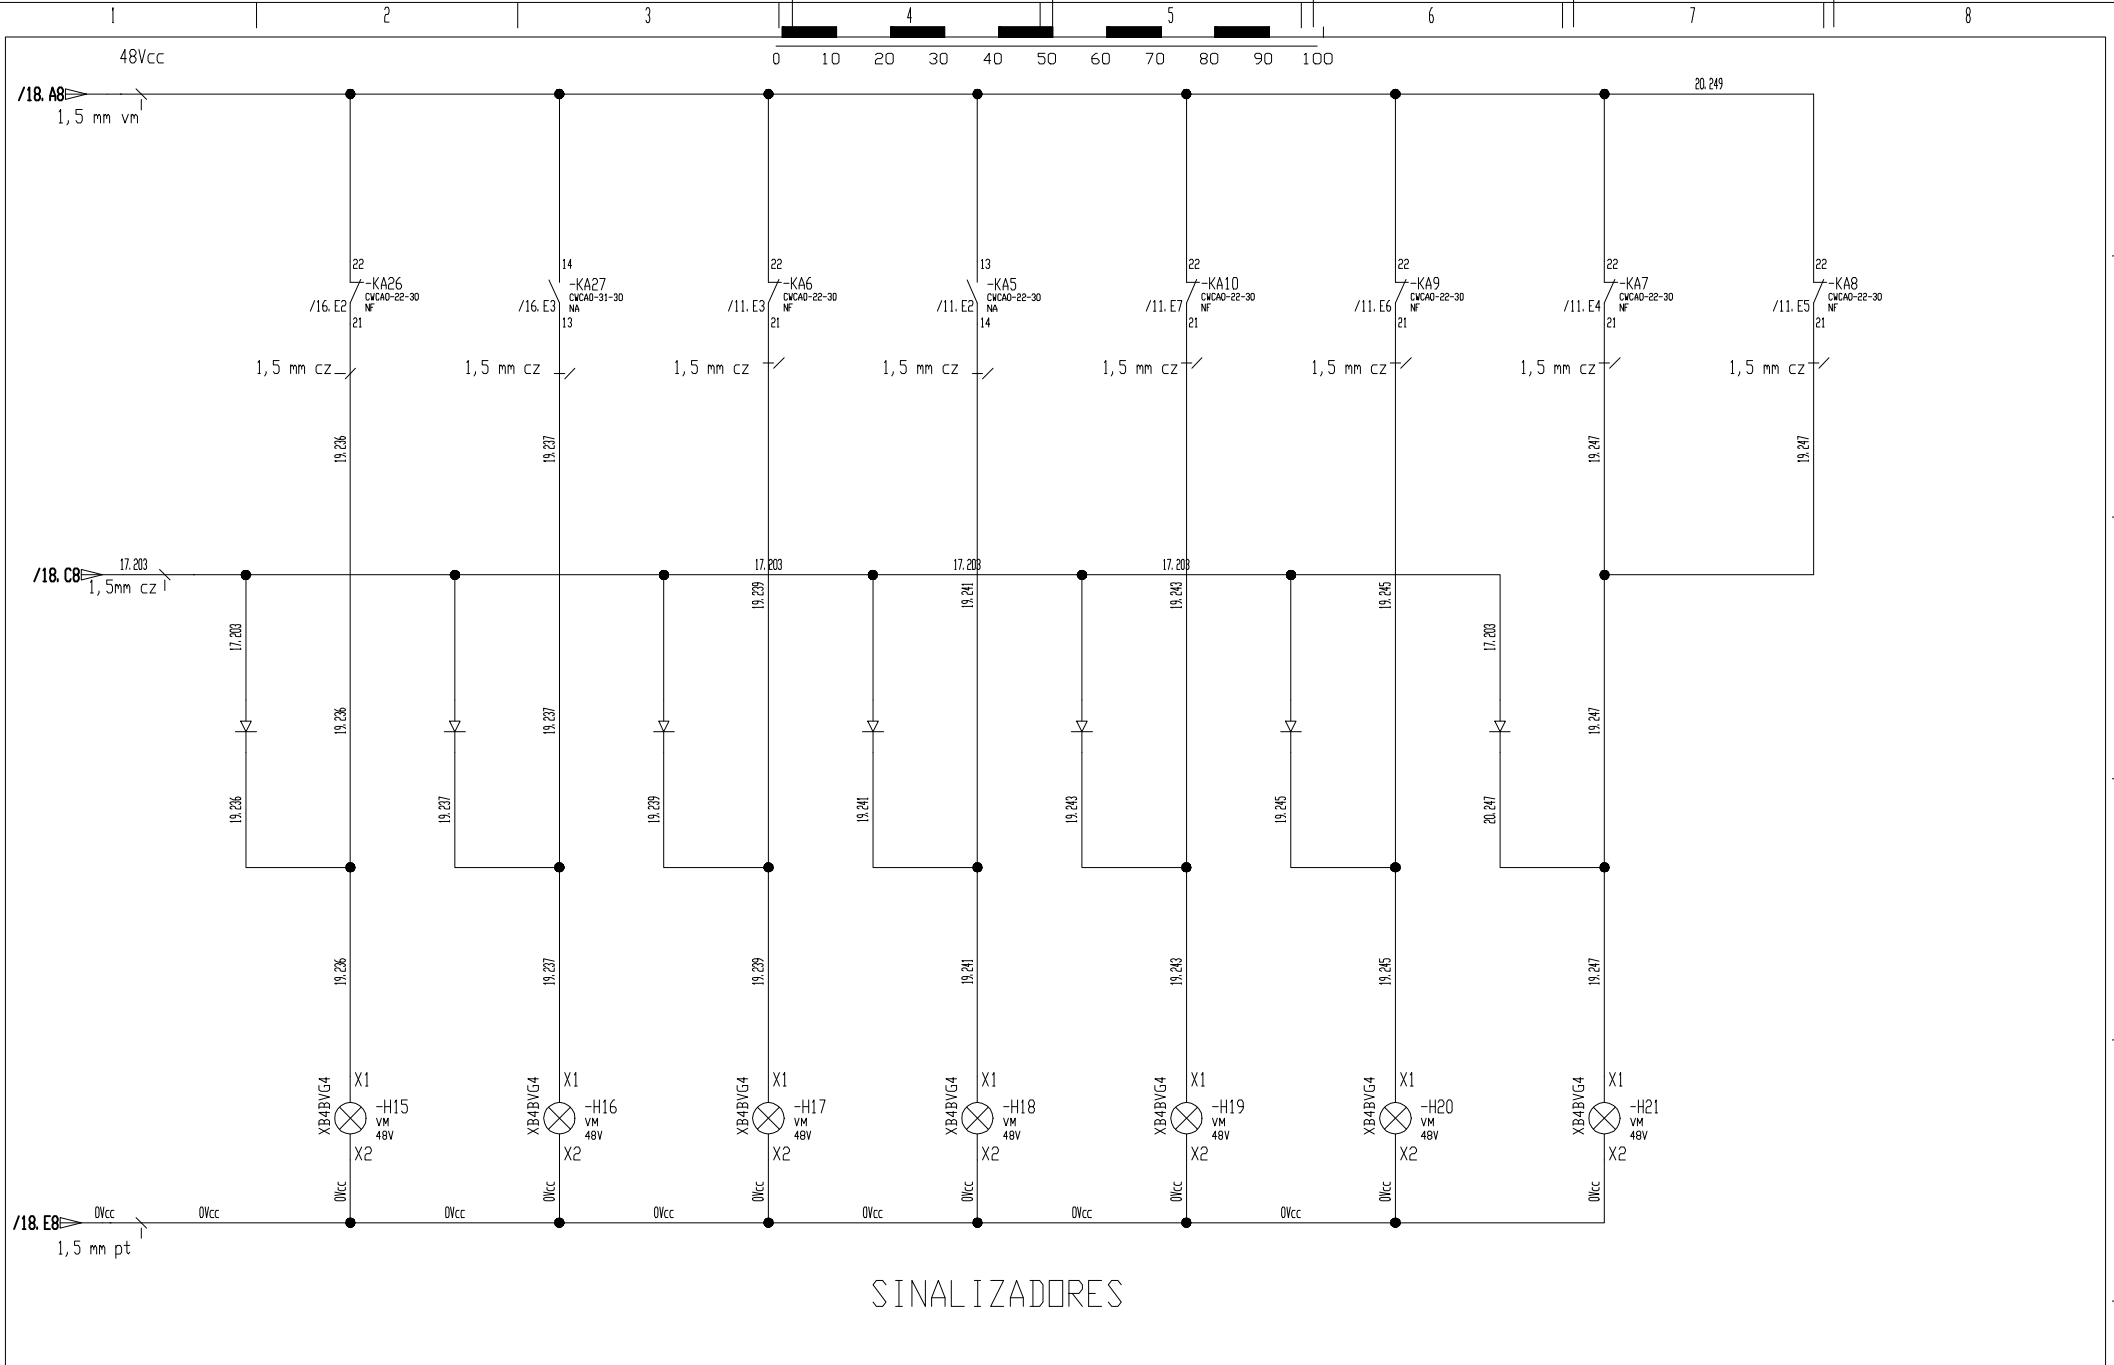 1 2 3 4 5 6 7 8
48Vcc
0 10 20 30 40 50 60 70 80 90 100
/18. A8
20.249
1,5 mm vm
22 14 22 13 22 22 22 22
-KA26 -KA27 -KA6 -KA5 -KA10 -KA9 -KA7 -KA8
CWCA0-22-30 CWCA0-31-30 CWCA0-22-30 CWCA0-22-30 CWCA0-22-30 CWCA0-22-30 CWCA0-22-30 CWCA0-22-30
/16. E2 NF /16. E3 NA /11. E3 NF /11. E2 NA /11. E7 NF /11. E6 NF /11. E4 NF /11. E5 NF
21 13 21 14 21 21 21 21
1,5 mm cz 1,5 mm cz 1,5 mm cz 1,5 mm cz 1,5 mm cz 1,5 mm cz 1,5 mm cz 1,5 mm cz
19.236 19.237 19.247 19.247
/18. C8 17.203 17.203 17.203 17.203
1,5mm cz
19.239 19.241 19.243 19.245
17.203 17.203
19.236 19.237 19.247
19.236 19.237 19.239 19.241 19.243 19.245 20.247
19.236 19.237 19.239 19.241 19.243 19.245 19.247
X1 X1 X1 X1 X1 X1 X1
XB4BVG4 -H15 XB4BVG4 -H16 XB4BVG4 -H17 XB4BVG4 -H18 XB4BVG4 -H19 XB4BVG4 -H20 XB4BVG4 -H21
VM VM VM VM VM VM VM
48V 48V 48V 48V 48V 48V 48V
X2 X2 X2 X2 X2 X2 X2
0Vcc 0Vcc 0Vcc 0Vcc 0Vcc 0Vcc 0Vcc
/18. E8 0Vcc 0Vcc 0Vcc 0Vcc 0Vcc 0Vcc 0Vcc
1,5 mm pt
SINALIZADORES